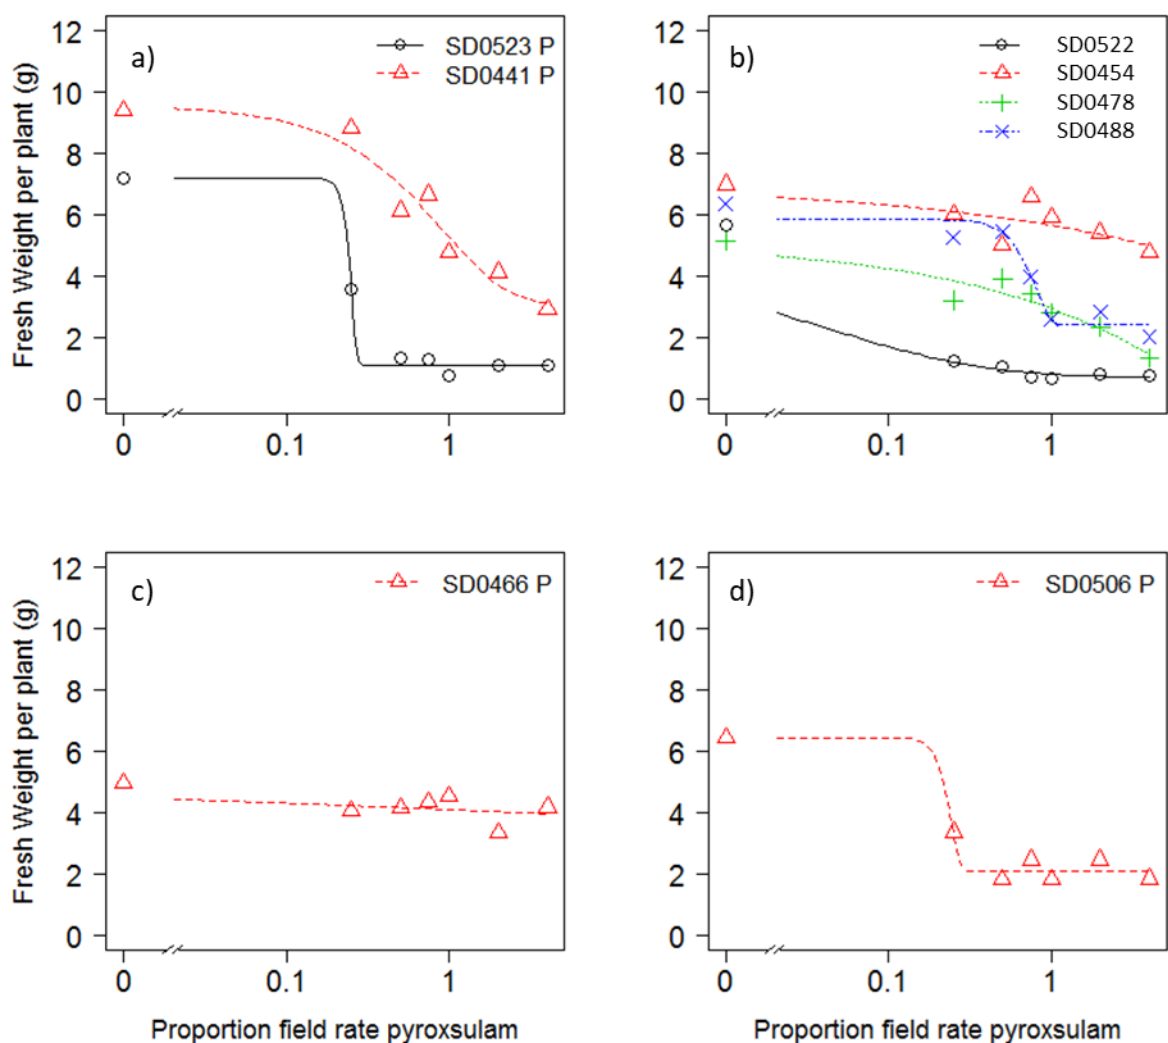 12
10
8
6
4
2
0
Fresh Weight per plant (g)
a)
SD0523 P
SD0441 P
0
0.1
1
12
10
8
6
4
2
0
b)
SD0522
SD0454
SD0478
SD0488
0
0.1
1
12
10
8
6
4
2
0
Fresh Weight per plant (g)
c)
SD0466 P
0
0.1
1
Proportion field rate pyroxsulam
12
10
8
6
4
2
0
d)
SD0506 P
0
0.1
1
Proportion field rate pyroxsulam